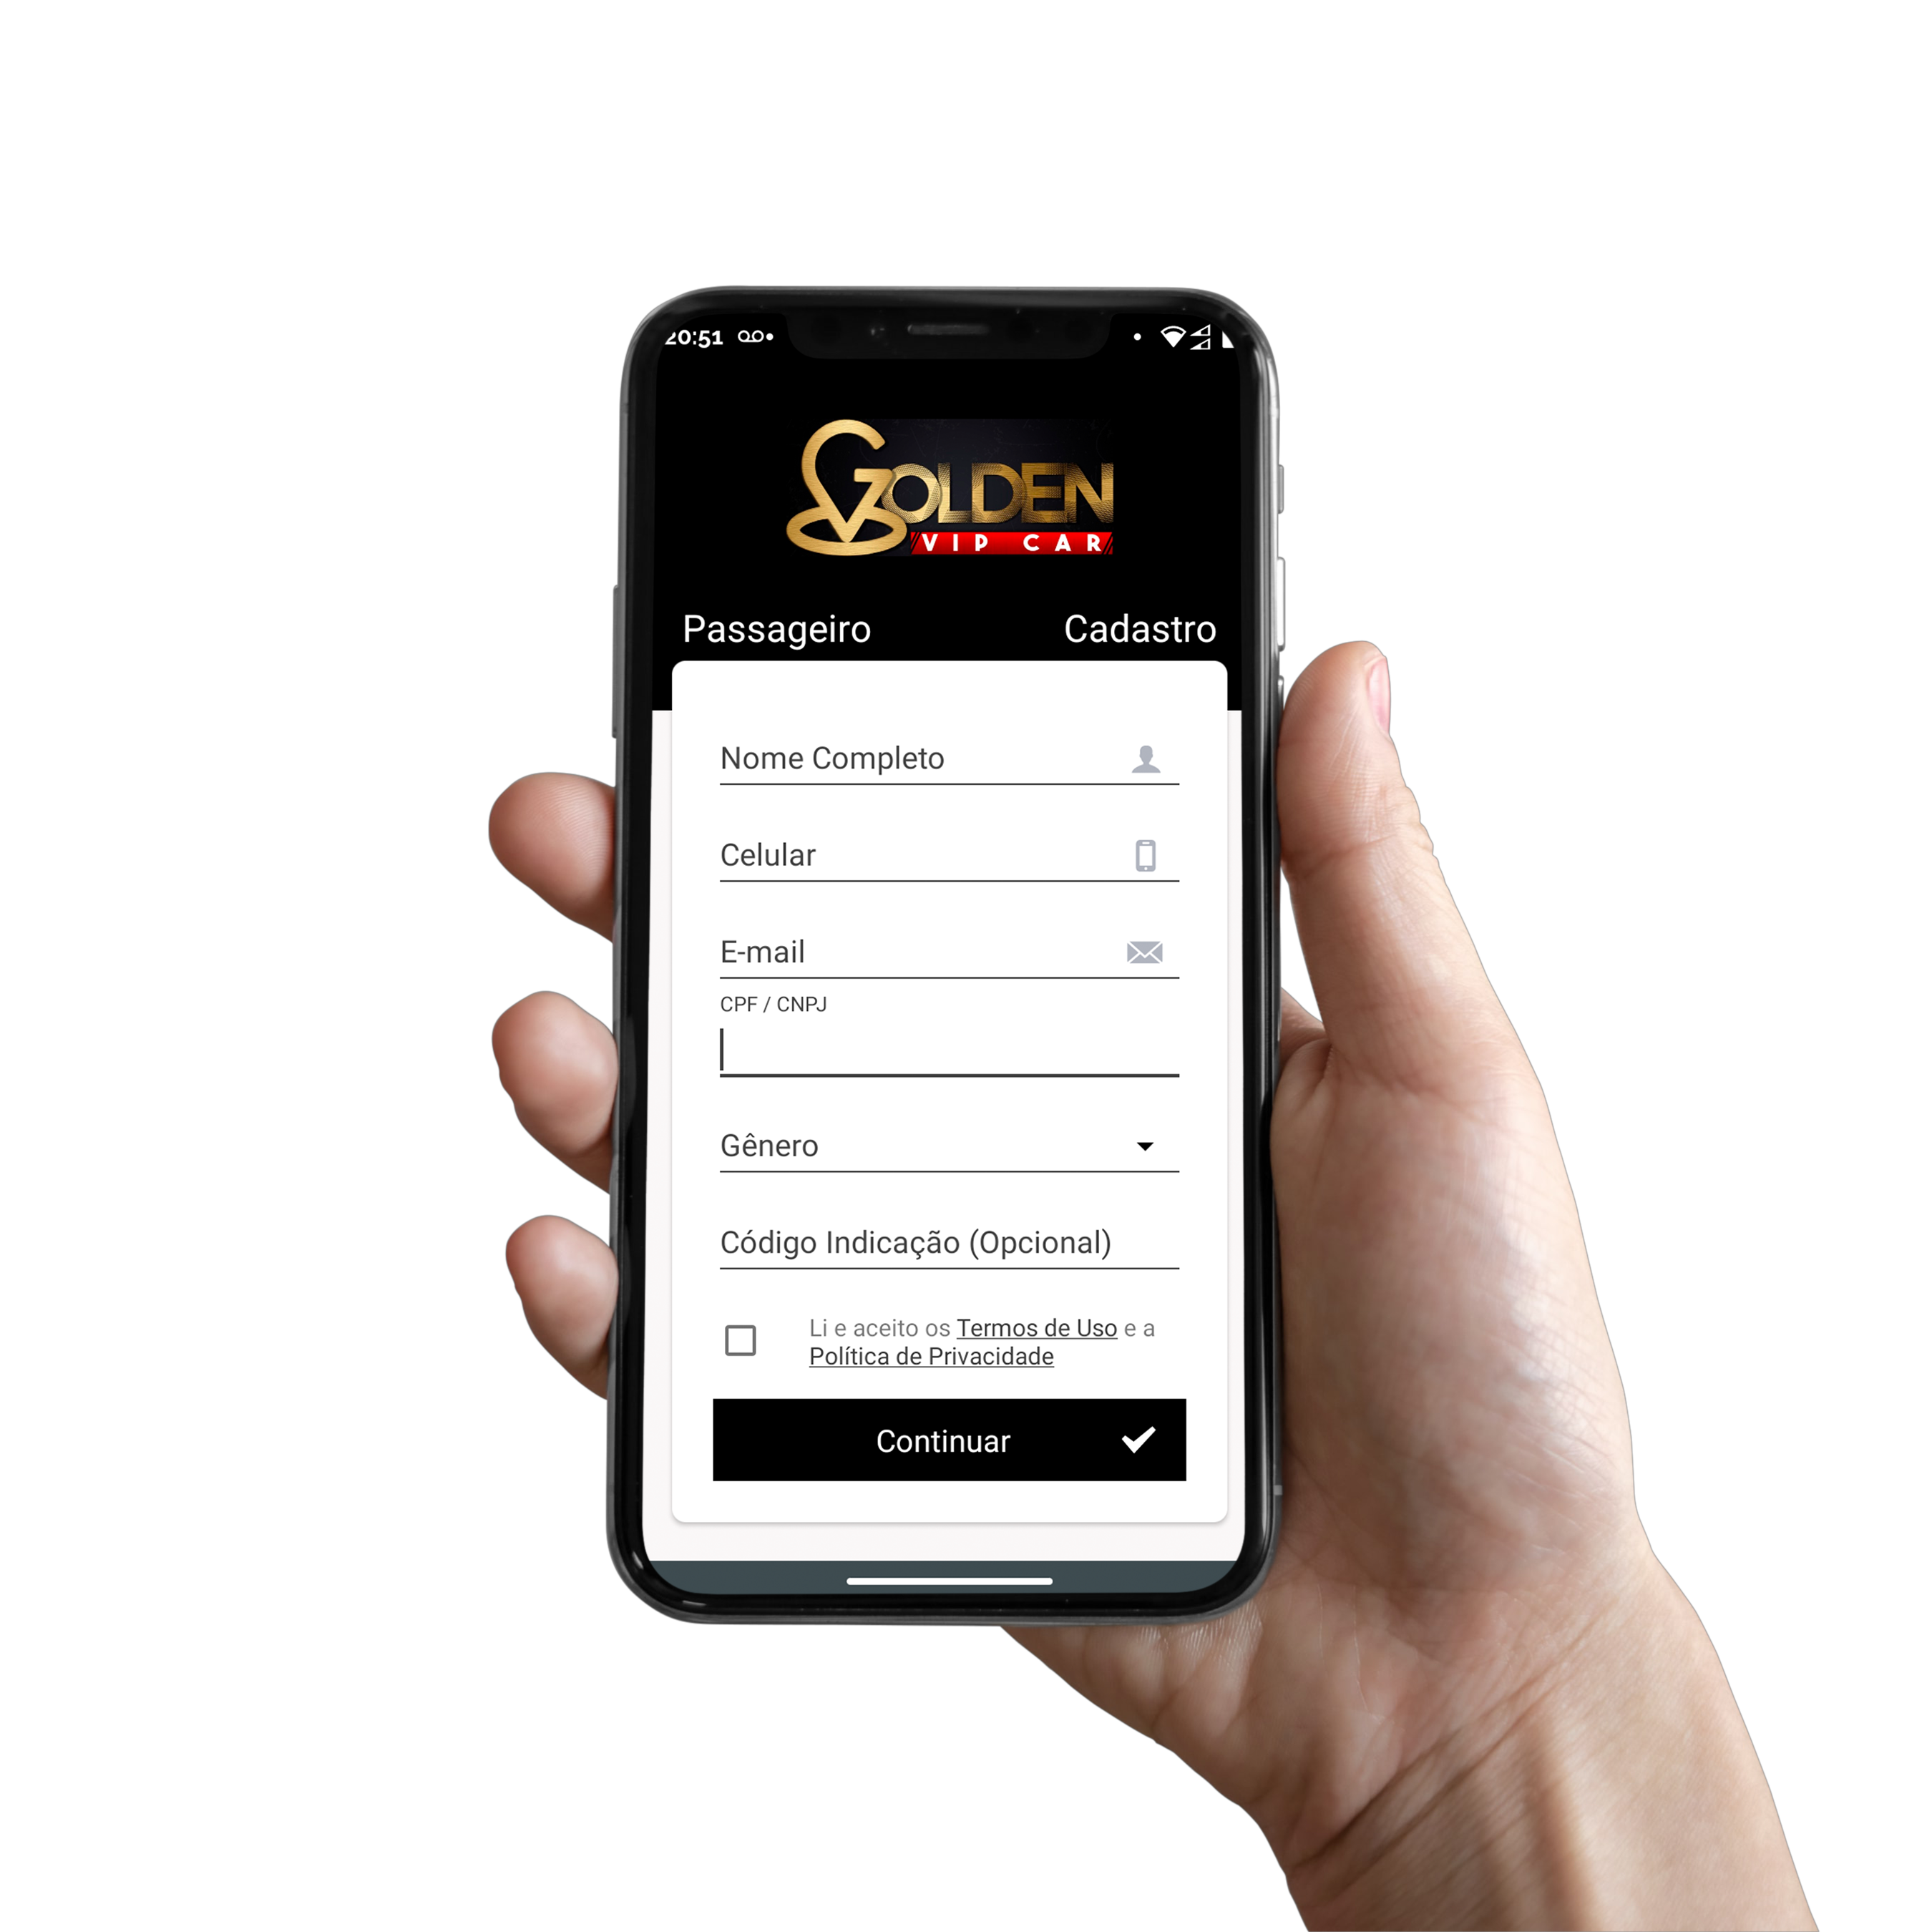 20:51
GOLDEN
VIP CAR
Passageiro
Cadastro
Nome Completo
Celular
E-mail
CPF / CNPJ
Gênero
Código Indicação (Opcional)
Li e aceito os Termos de Uso e a
Política de Privacidade
Continuar